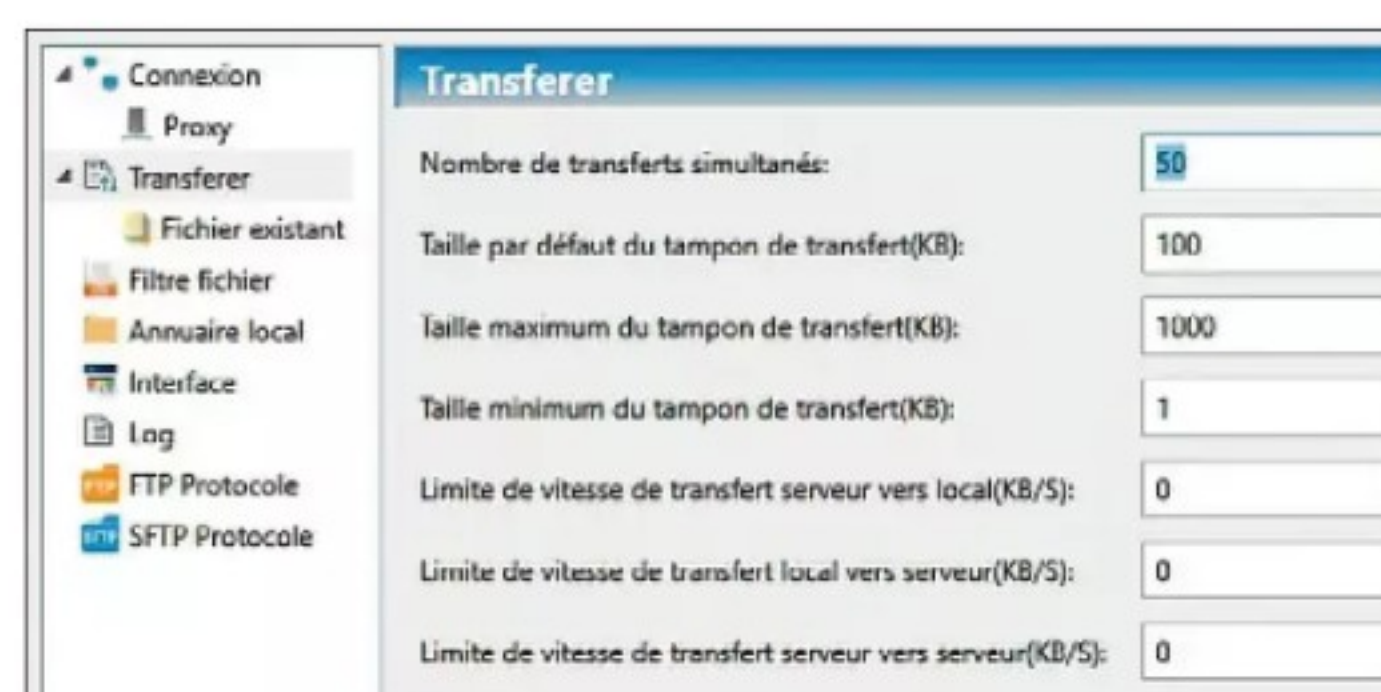 Connexion
Proxy
Transferer
Fichier existant
Filtre fichier
Annuaire local
Interface
Log
FTP Protocole
SFTP Protocole
Transferer
Nombre de transferts simultanés: 50
Taille par défaut du tampon de transfert(KB): 100
Taille maximum du tampon de transfert(KB): 1000
Taille minimum du tampon de transfert(KB): 1
Limite de vitesse de transfert serveur vers local(KB/S): 0
Limite de vitesse de transfert local vers serveur(KB/S): 0
Limite de vitesse de transfert serveur vers serveur(KB/S): 0